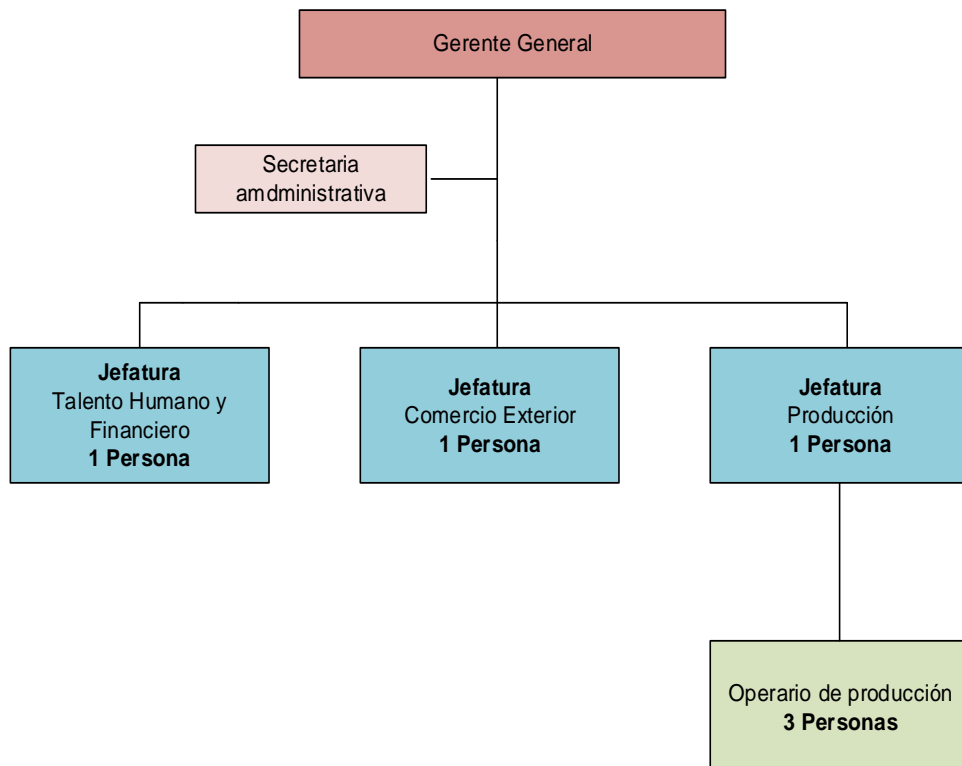 Gerente General
Secretaria
amdministrativa
Jefatura
Talento Humano y
Financiero
1 Persona
Jefatura
Comercio Exterior
1 Persona
Jefatura
Producción
1 Persona
Operario de producción
3 Personas